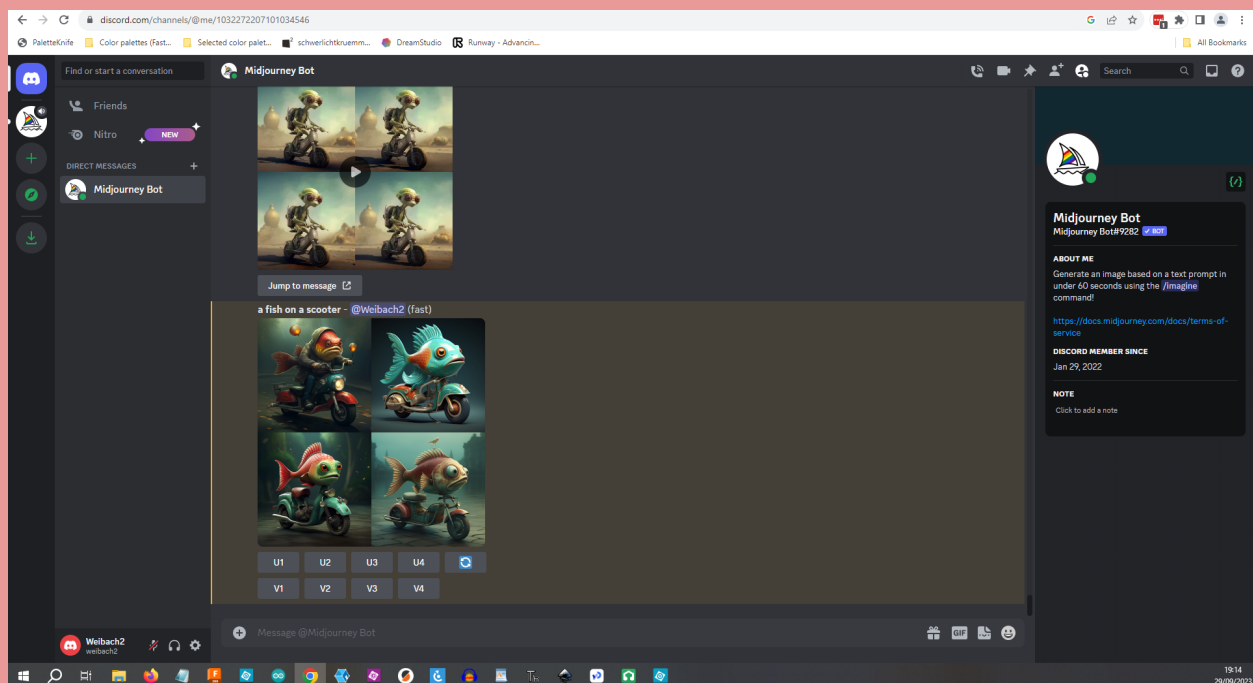 discord.com/channels/@me/1032272207101034546
PaletteKnife
Color palettes (Fast...
Selected color palet...
schwerlichtkruemm...
DreamStudio
Runway - Advancin...
All Bookmarks
Find or start a conversation
Midjourney Bot
Search
Friends
Nitro
NEW
DIRECT MESSAGES
Midjourney Bot
Jump to message
a fish on a scooter - @Weibach2 (fast)
U1 U2 U3 U4
V1 V2 V3 V4
Message @Midjourney Bot
GIF
Weibach2
weibach2
Midjourney Bot
Midjourney Bot#9282 ✓ BOT
ABOUT ME
Generate an image based on a text prompt in
under 60 seconds using the /imagine
command!
https://docs.midjourney.com/docs/terms-of-
service
DISCORD MEMBER SINCE
Jan 29, 2022
NOTE
Click to add a note
19:14
29/09/2023